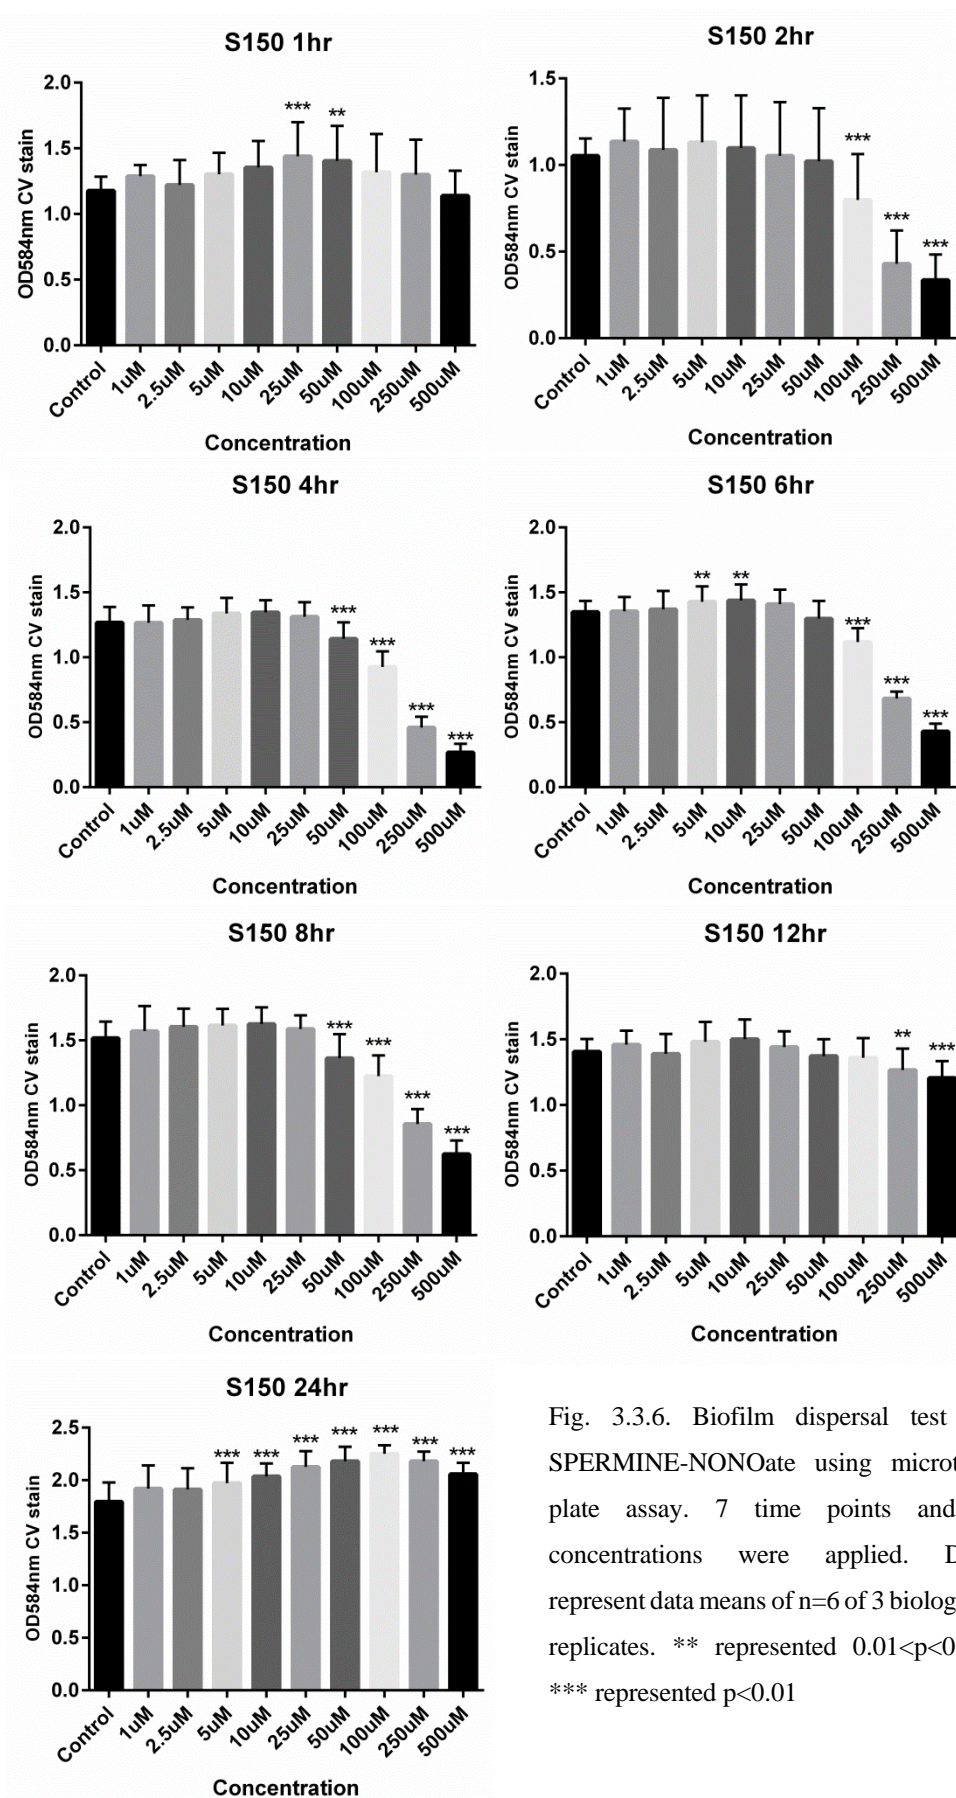 S150 1hr
OD584nm CV stain
2.0
1.5
1.0
0.5
0.0
*** **
Control 1uM 2.5uM 5uM 10uM 25uM 50uM 100uM 250uM 500uM
Concentration
S150 2hr
OD584nm CV stain
1.5
1.0
0.5
0.0
*** *** ***
Control 1uM 2.5uM 5uM 10uM 25uM 50uM 100uM 250uM 500uM
Concentration
S150 4hr
OD584nm CV stain
2.0
1.5
1.0
0.5
0.0
*** *** *** ***
Control 1uM 2.5uM 5uM 10uM 25uM 50uM 100uM 250uM 500uM
Concentration
S150 6hr
OD584nm CV stain
2.0
1.5
1.0
0.5
0.0
** ** *** *** ***
Control 1uM 2.5uM 5uM 10uM 25uM 50uM 100uM 250uM 500uM
Concentration
S150 8hr
OD584nm CV stain
2.0
1.5
1.0
0.5
0.0
*** *** *** ***
Control 1uM 2.5uM 5uM 10uM 25uM 50uM 100uM 250uM 500uM
Concentration
S150 12hr
OD584nm CV stain
2.0
1.5
1.0
0.5
0.0
** ***
Control 1uM 2.5uM 5uM 10uM 25uM 50uM 100uM 250uM 500uM
Concentration
S150 24hr
OD584nm CV stain
2.5
2.0
1.5
1.0
0.5
0.0
*** *** *** *** *** *** ***
Control 1uM 2.5uM 5uM 10uM 25uM 50uM 100uM 250uM 500uM
Concentration
Fig. 3.3.6. Biofilm dispersal test
SPERMINE-NONOate using microt
plate assay. 7 time points and
concentrations were applied. D
represent data means of n=6 of 3 biolog
replicates. ** represented 0.01<p<0
*** represented p<0.01